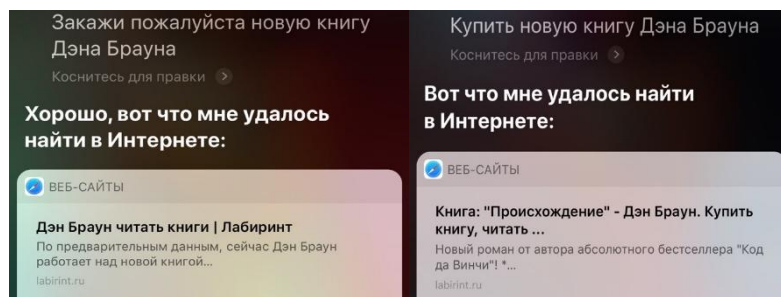 Закажи пожалуйста новую книгу
Дэна Брауна
Коснитесь для правки
Хорошо, вот что мне удалось
найти в Интернете:
ВЕБ-САЙТЫ
Дэн Браун читать книги | Лабиринт
По предварительным данным, сейчас Дэн Браун
работает над новой книгой...
labirint.ru
Купить новую книгу Дэна Брауна
Коснитесь для правки
Вот что мне удалось найти
в Интернете:
ВЕБ-САЙТЫ
Книга: "Происхождение" - Дэн Браун. Купить
книгу, читать ...
Новый роман от автора абсолютного бестселлера "Код
да Винчи"! *...
labirint.ru